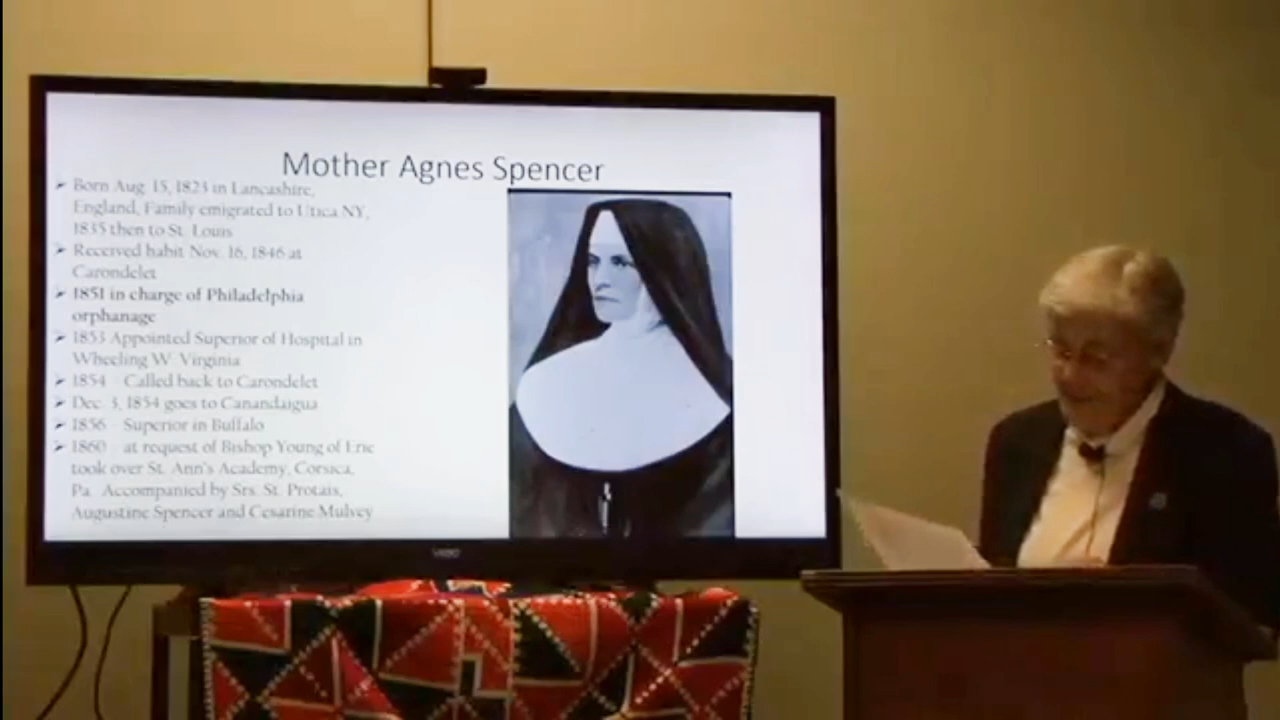 Mother Agnes Spencer
➢ Born Aug. 15, 1823 in Lancashire,
England, Family emigrated to Utica NY,
1835 then to St. Louis
➢ Received habit Nov. 16, 1846 at
Carondelet
➢ 1851 in charge of Philadelphia
orphanage
➢ 1853 Appointed Superior of Hospital in
Wheeling W. Virginia
➢ 1854 - Called back to Carondelet
➢ Dec. 3, 1854 goes to Canandaigua
➢ 1856 - Superior in Buffalo
➢ 1860 - at request of Bishop Young of Erie
took over St. Ann's Academy, Corsica,
Pa. Accompanied by Srs. St. Protais,
Augustine Spencer and Cesarine Mulvey
VIZIO